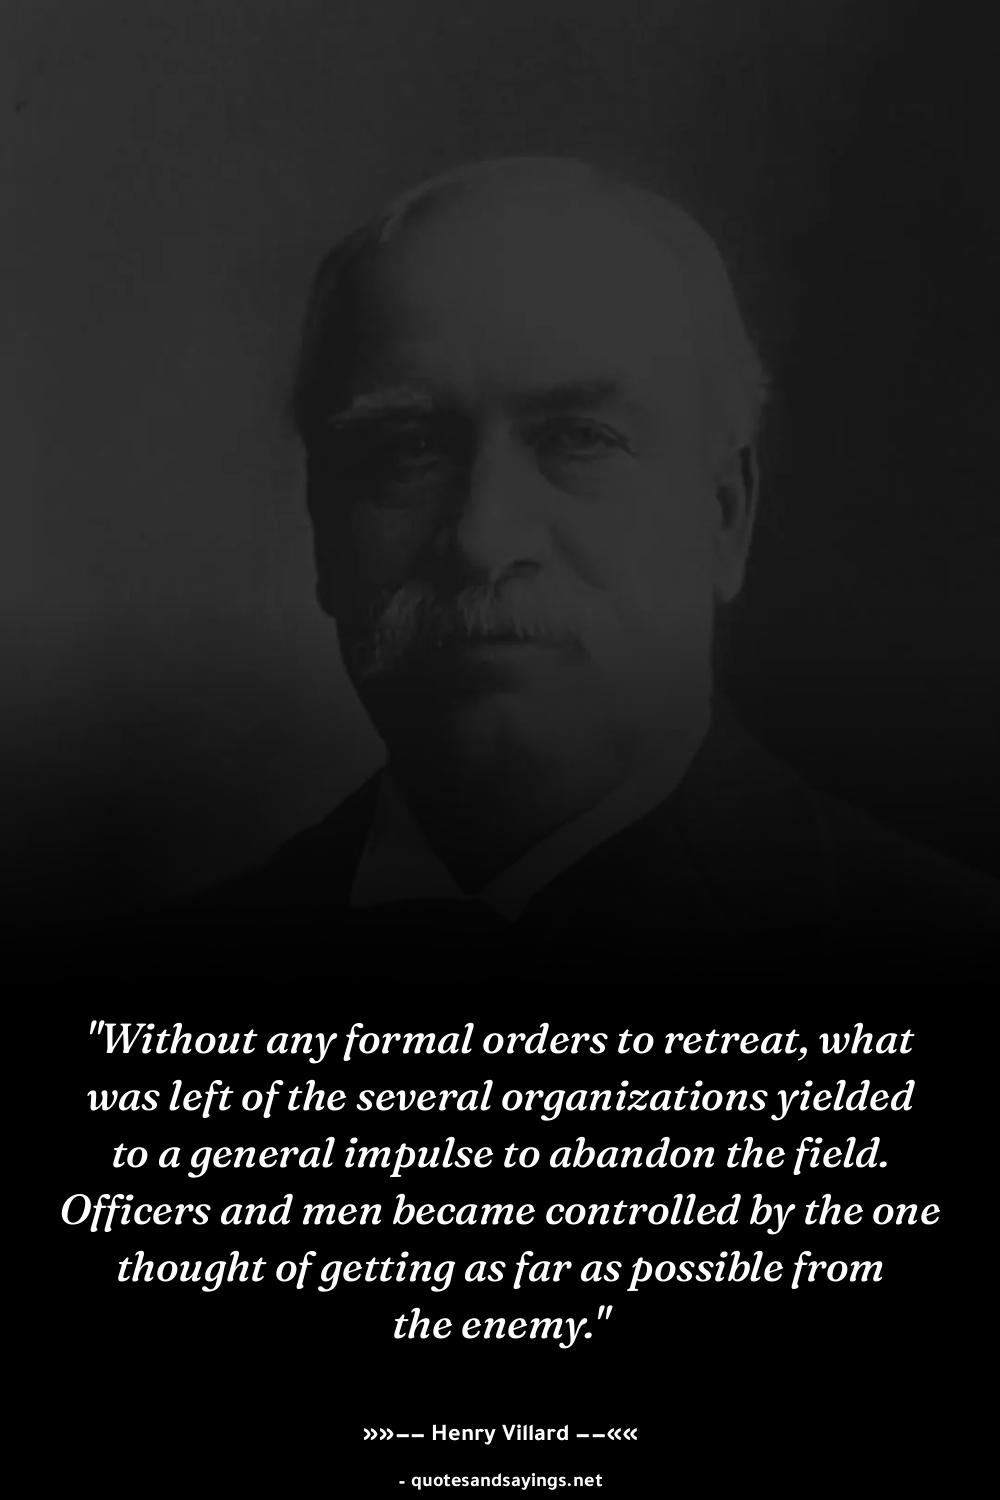 "Without any formal orders to retreat, what
was left of the several organizations yielded
to a general impulse to abandon the field.
Officers and men became controlled by the one
thought of getting as far as possible from
the enemy."
»»−− Henry Villard −−««
- quotesandsayings.net